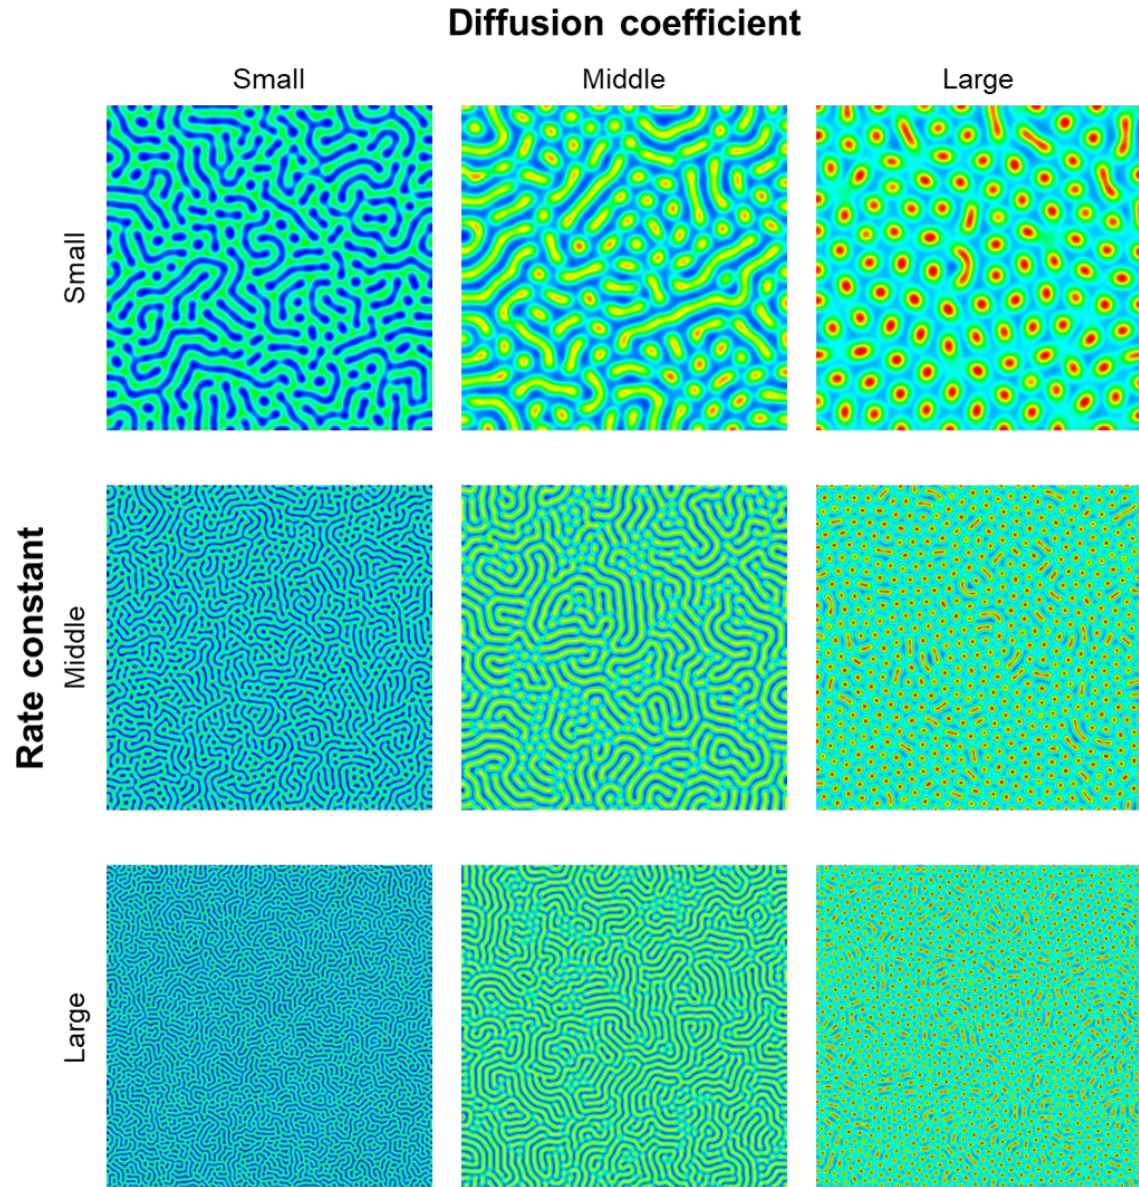 Diffusion coefficient
Small
Middle
Large
Rate constant
Small
Middle
Large